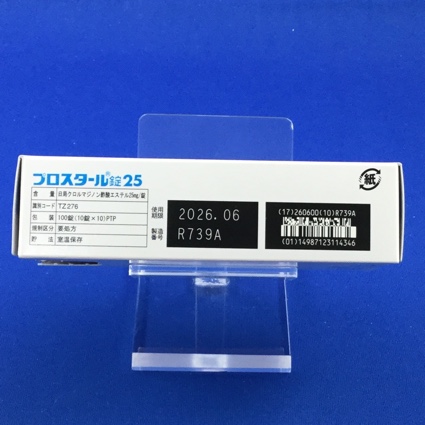 プロスタール®錠25
含量 日局クロルマジノン酢酸エステル25mg/錠
識別コード TZ276
包装 100錠(10錠×10)PTP
規制区分 要処方
貯法 室温保存
使用期限 2026.06
製造番号 R739A
(17)260600(10)R739A
(01)14987123114346
紙